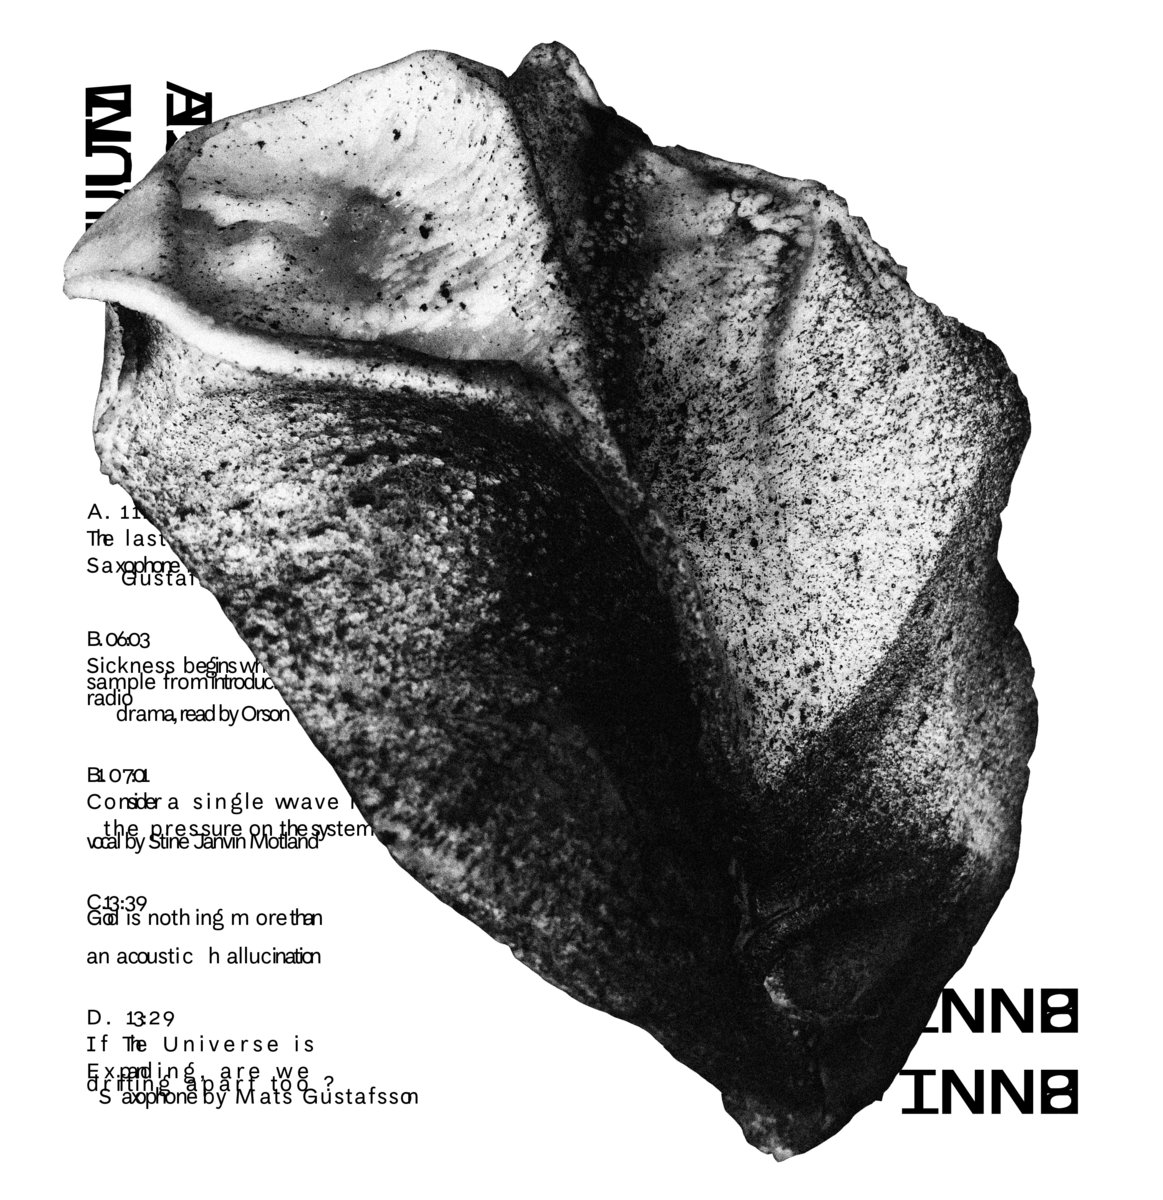 A. 11
The last
Saxophone
Gustaf
B. 06:03
Sickness begins wh
sample from introduc
radio
drama, read by Orson
B1 07:01
Consider a single wave
the pressure on the system
vocal by Stine Janvin Motland
C. 13:39
God is nothing more than
an acoustic hallucination
D. 13:29
If The Universe is
Expanding, are we
drifting apart too ?
Saxophone by Mats Gustafsson
INN8
INN8